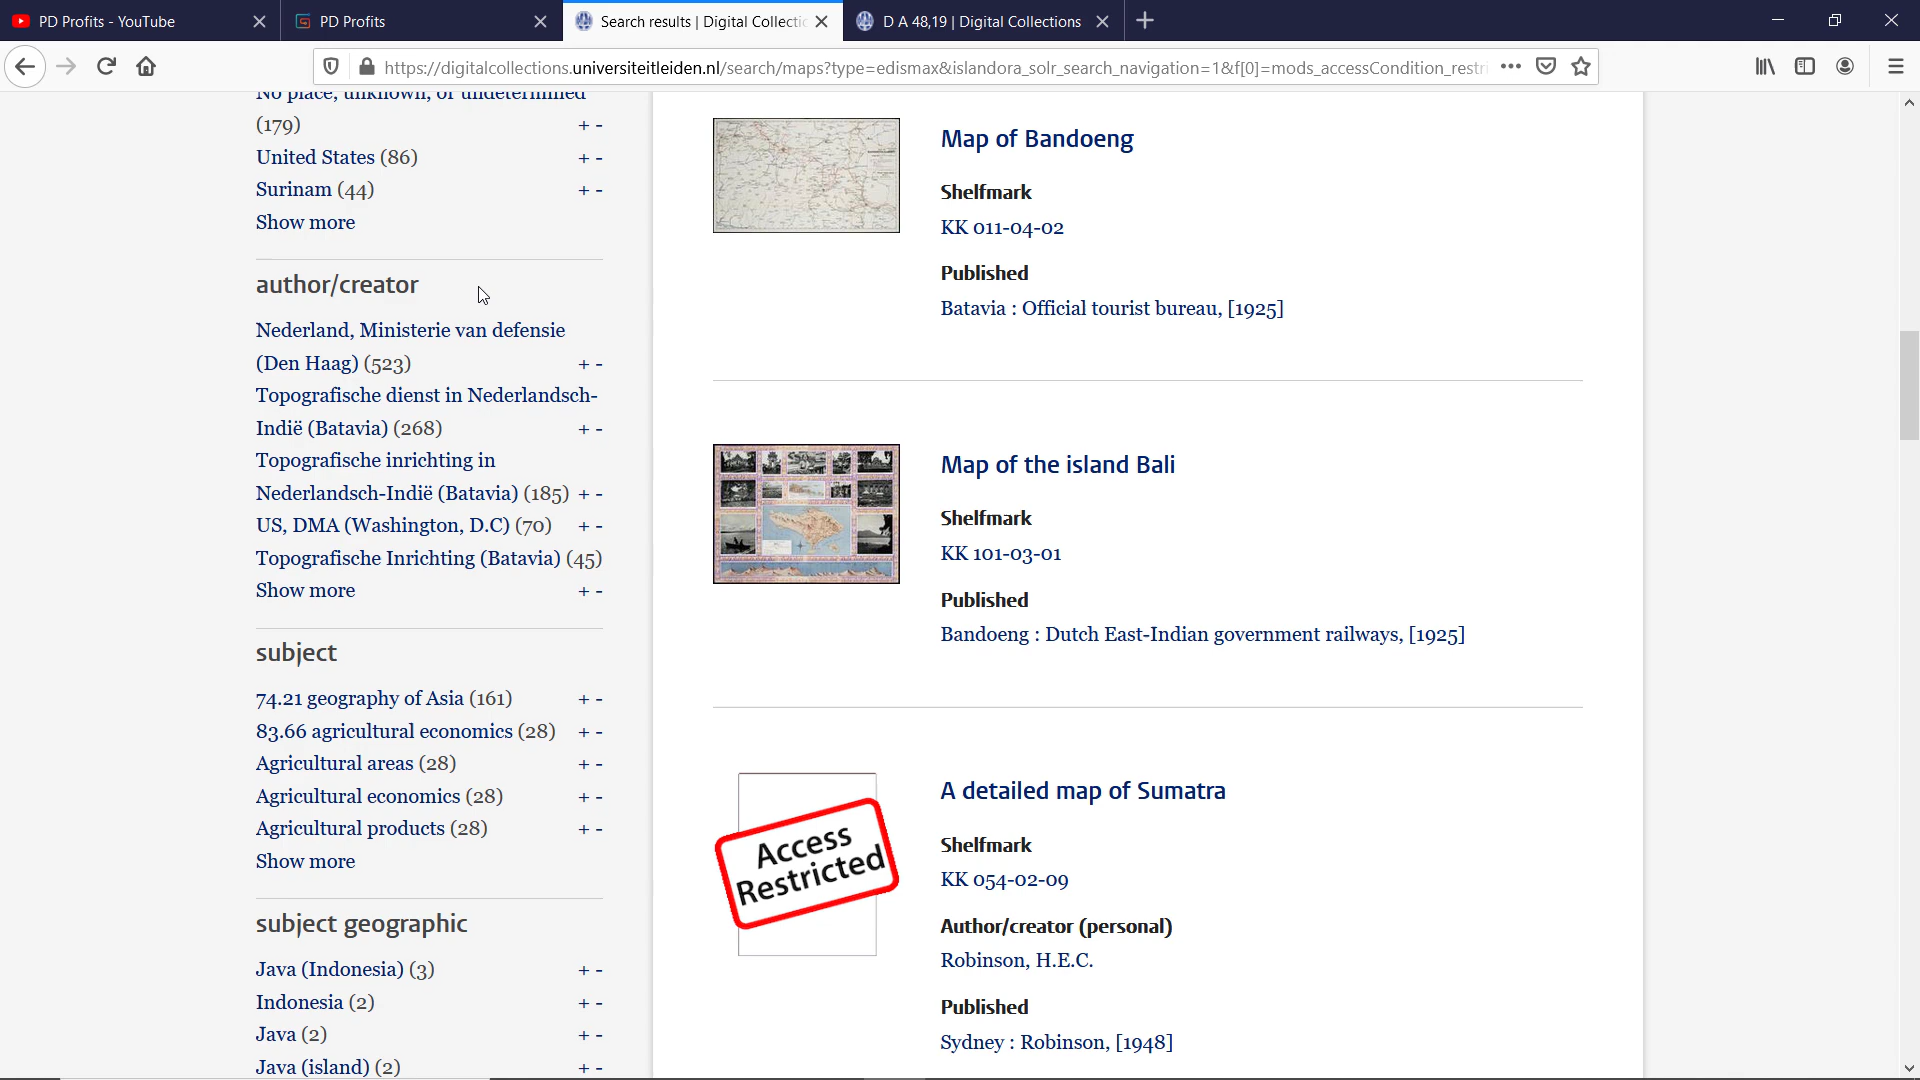 PD Profits - YouTube
PD Profits
Search results | Digital Collectic
D A 48,19 | Digital Collections
https://digitalcollections.universiteitleiden.nl/search/maps?type=edismax&islandora_solr_search_navigation=1&f[0]=mods_accessCondition_restri
No place, unknown, or undetermined
(179) + -
United States (86) + -
Surinam (44) + -
Show more
author/creator
Nederland, Ministerie van defensie
(Den Haag) (523) + -
Topografische dienst in Nederlandsch-
Indië (Batavia) (268) + -
Topografische inrichting in
Nederlandsch-Indië (Batavia) (185) + -
US, DMA (Washington, D.C) (70) + -
Topografische Inrichting (Batavia) (45)
Show more + -
subject
74.21 geography of Asia (161) + -
83.66 agricultural economics (28) + -
Agricultural areas (28) + -
Agricultural economics (28) + -
Agricultural products (28) + -
Show more
subject geographic
Java (Indonesia) (3) + -
Indonesia (2) + -
Java (2) + -
Java (island) (2) + -
Map of Bandoeng
Shelfmark
KK 011-04-02
Published
Batavia : Official tourist bureau, [1925]
Map of the island Bali
Shelfmark
KK 101-03-01
Published
Bandoeng : Dutch East-Indian government railways, [1925]
Access
Restricted
A detailed map of Sumatra
Shelfmark
KK 054-02-09
Author/creator (personal)
Robinson, H.E.C.
Published
Sydney : Robinson, [1948]